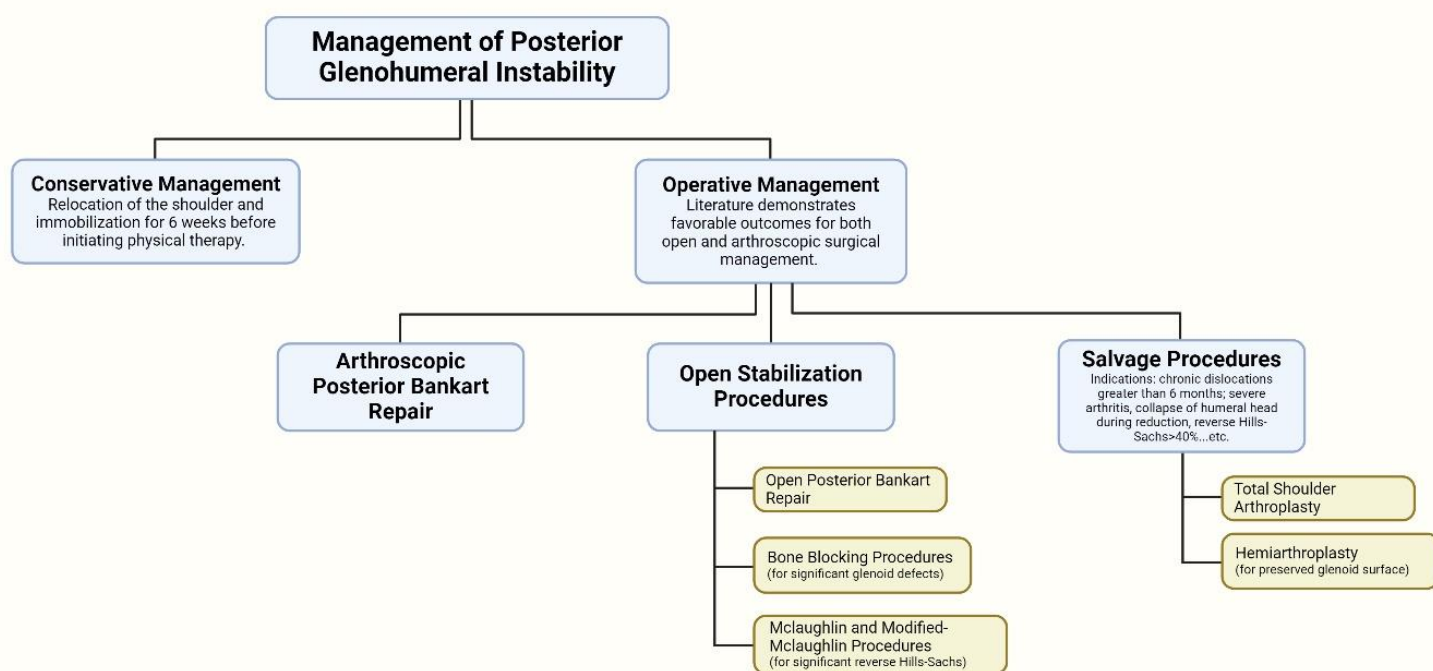 Management of Posterior
Glenohumeral Instability
Conservative Management
Relocation of the shoulder and
immobilization for 6 weeks before
initiating physical therapy.
Operative Management
Literature demonstrates
favorable outcomes for both
open and arthroscopic surgical
management.
Arthroscopic
Posterior Bankart
Repair
Open Stabilization
Procedures
Salvage Procedures
Indications: chronic dislocations
greater than 6 months; severe
arthritis, collapse of humeral head
during reduction, reverse Hills-
Sachs>40%...etc.
Open Posterior Bankart
Repair
Bone Blocking Procedures
(for significant glenoid defects)
Mclaughlin and Modified-
Mclaughlin Procedures
(for significant reverse Hills-Sachs)
Total Shoulder
Arthroplasty
Hemiarthroplasty
(for preserved glenoid surface)